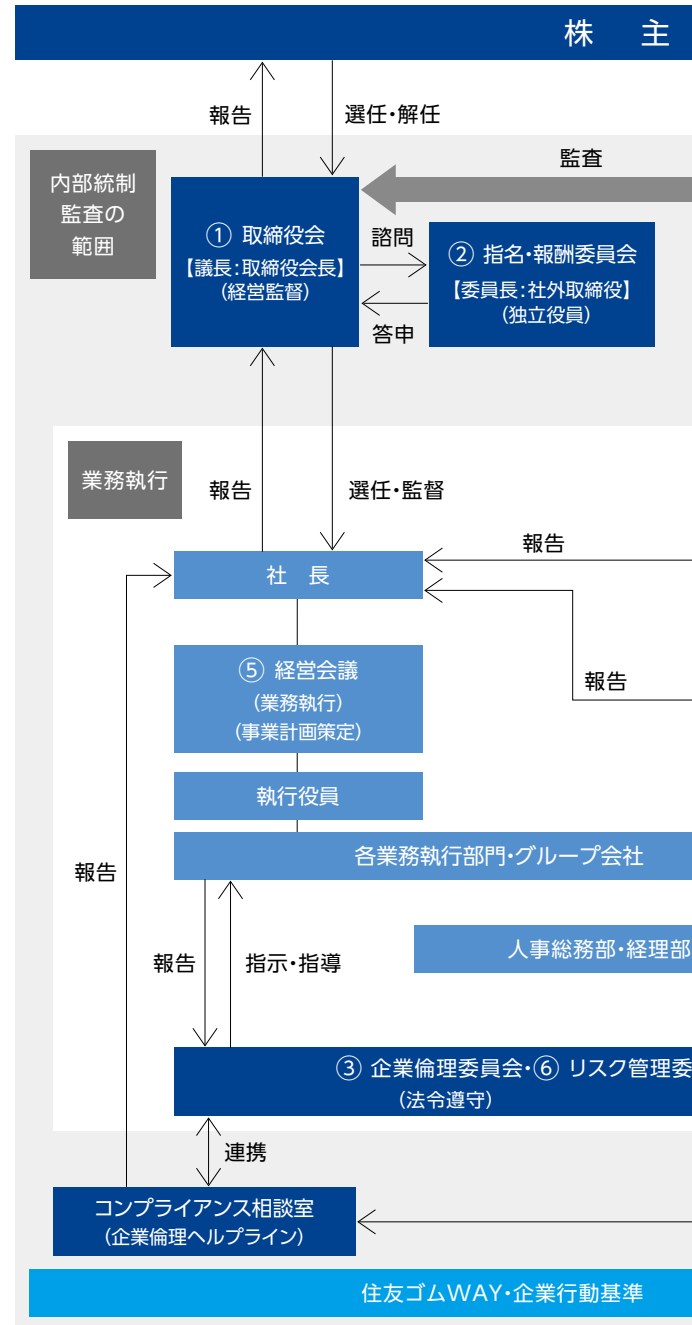 株 主
報告
選任・解任
監査
内部統制
監査の
範囲
① 取締役会
【議長：取締役会長】
（経営監督）
諮問
答申
② 指名・報酬委員会
【委員長：社外取締役】
（独立役員）
業務執行
報告
選任・監督
報告
社 長
報告
⑤ 経営会議
（業務執行）
（事業計画策定）
執行役員
各業務執行部門・グループ会社
報告
人事総務部・経理部
報告
指示・指導
③ 企業倫理委員会・⑥ リスク管理委
（法令遵守）
連携
コンプライアンス相談室
（企業倫理ヘルプライン）
住友ゴムWAY・企業行動基準